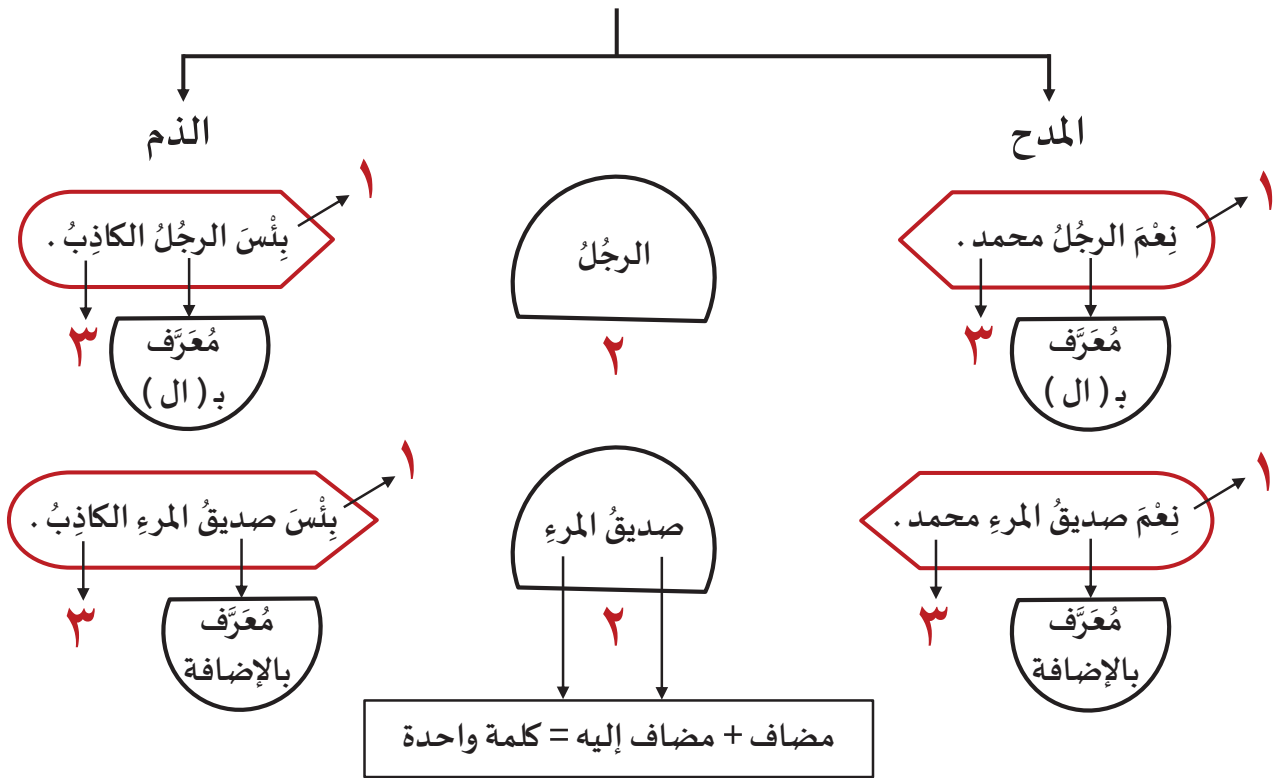 المدح
الذم
١
نِعْمَ الرجُلُ محمد .
٣
مُعَرَّف
بـ ( ال )
الرجُلُ
٢
١
بِئْسَ الرجُلُ الكاذِبُ .
٣
مُعَرَّف
بـ ( ال )
١
نِعْمَ صديقُ المرءِ محمد .
٣
مُعَرَّف
بالإضافة
صديقُ المرءِ
٢
١
بِئْسَ صديقُ المرءِ الكاذِبُ .
٣
مُعَرَّف
بالإضافة
مضاف + مضاف إليه = كلمة واحدة